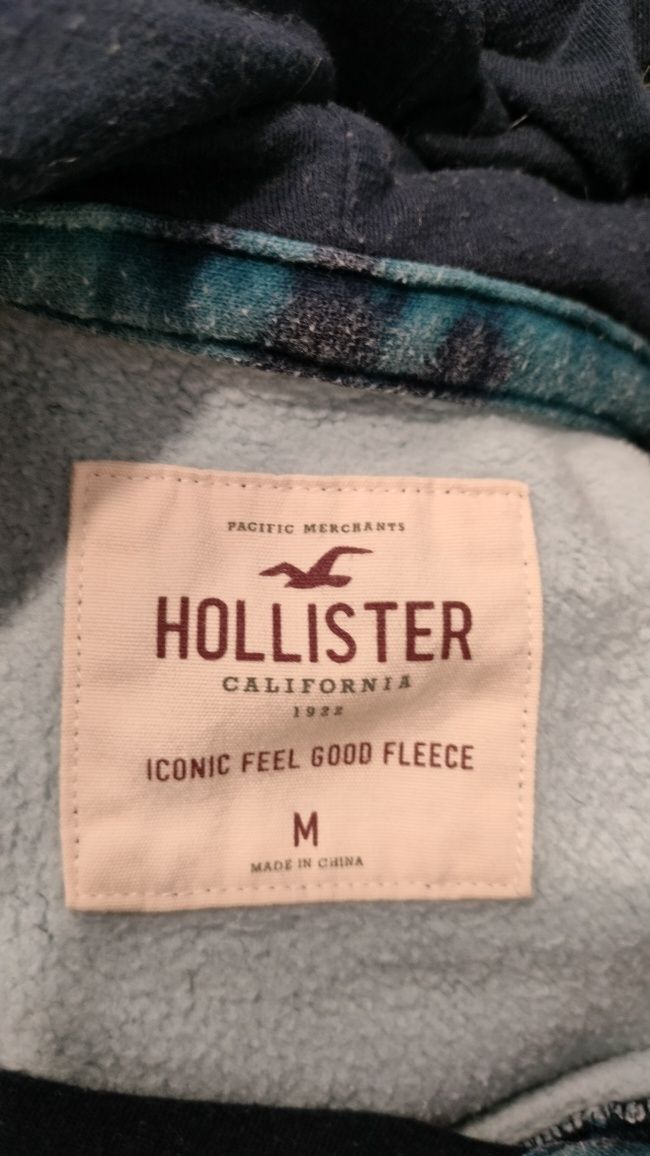 PACIFIC MERCHANTS
HOLLISTER
CALIFORNIA
1922
ICONIC FEEL GOOD FLEECE
M
MADE IN CHINA